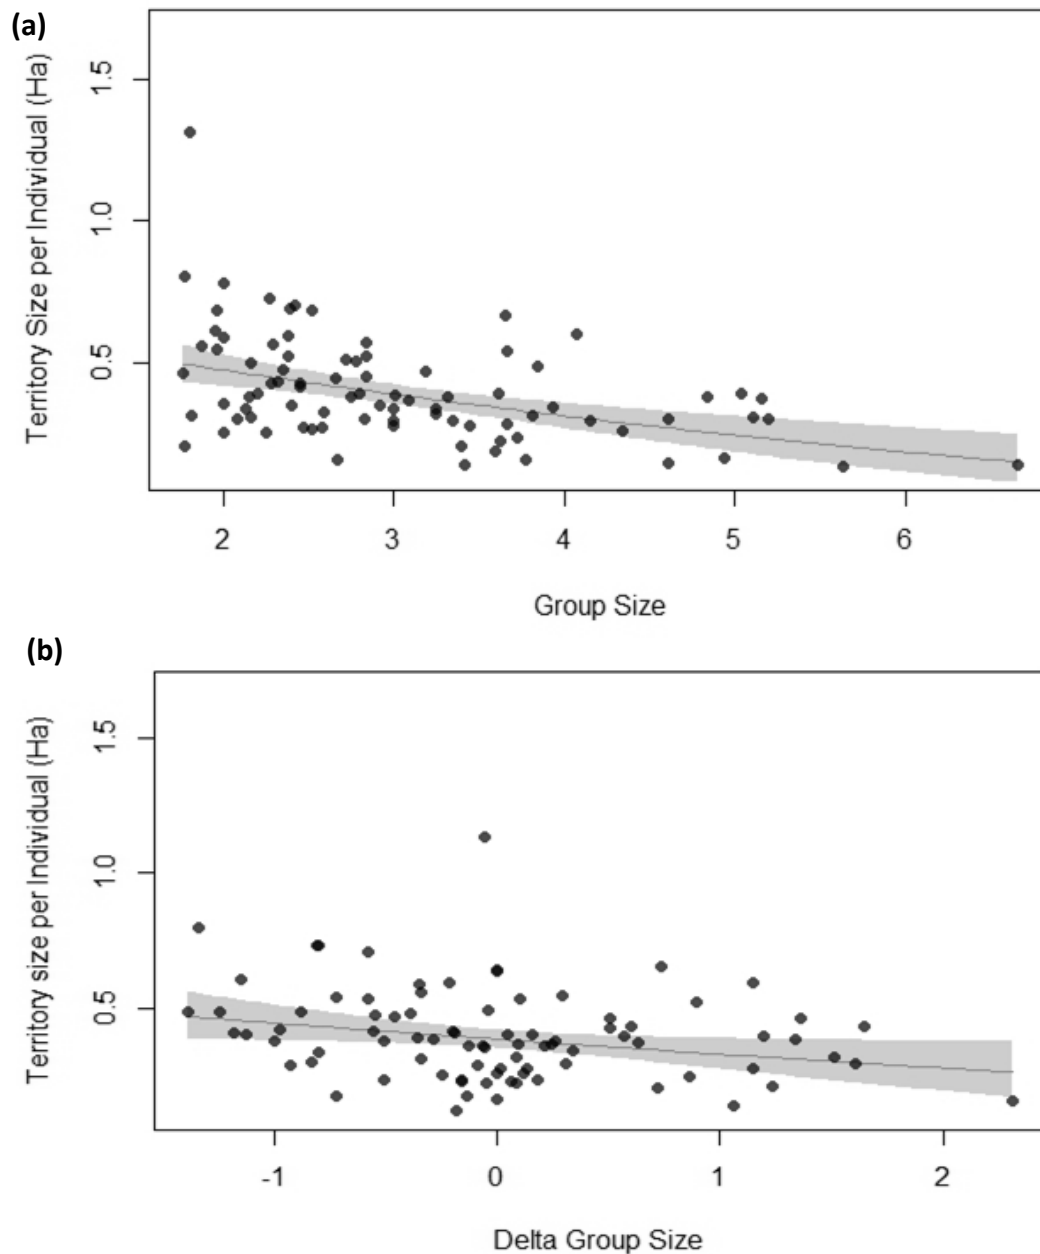 (a)
Territory Size per Individual (Ha)
1.5
1.0
0.5
2 3 4 5 6
Group Size
(b)
Territory size per Individual (Ha)
1.5
1.0
0.5
-1 0 1 2
Delta Group Size